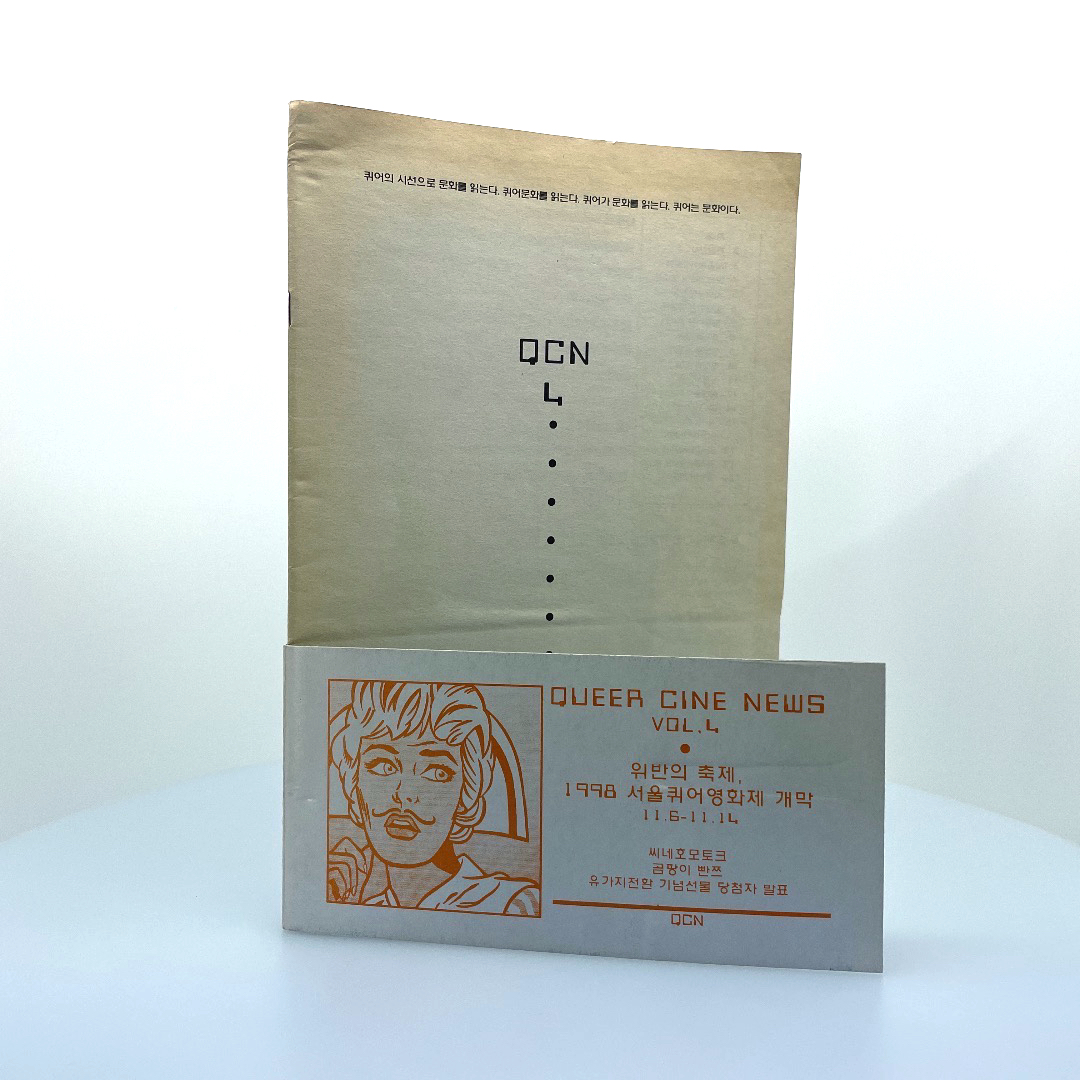 퀴어의 시선으로 문화를 읽는다. 퀴어문화를 읽는다. 퀴어가 문화를 읽는다. 퀴어는 문화이다.
QCN
4
QUEER CINE NEWS
VOL.4
위반의 축제,
1998 서울퀴어영화제 개막
11.6-11.14
씨네호모토크
곰팡이 빤쯔
유가지전환 기념선물 당첨자 발표
QCN